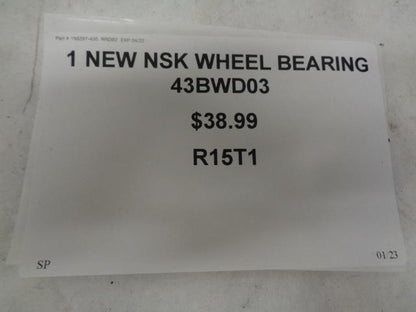 1 NEW NSK WHEEL BEARING
43BWD03
$38.99
R15T1
SP
01/23